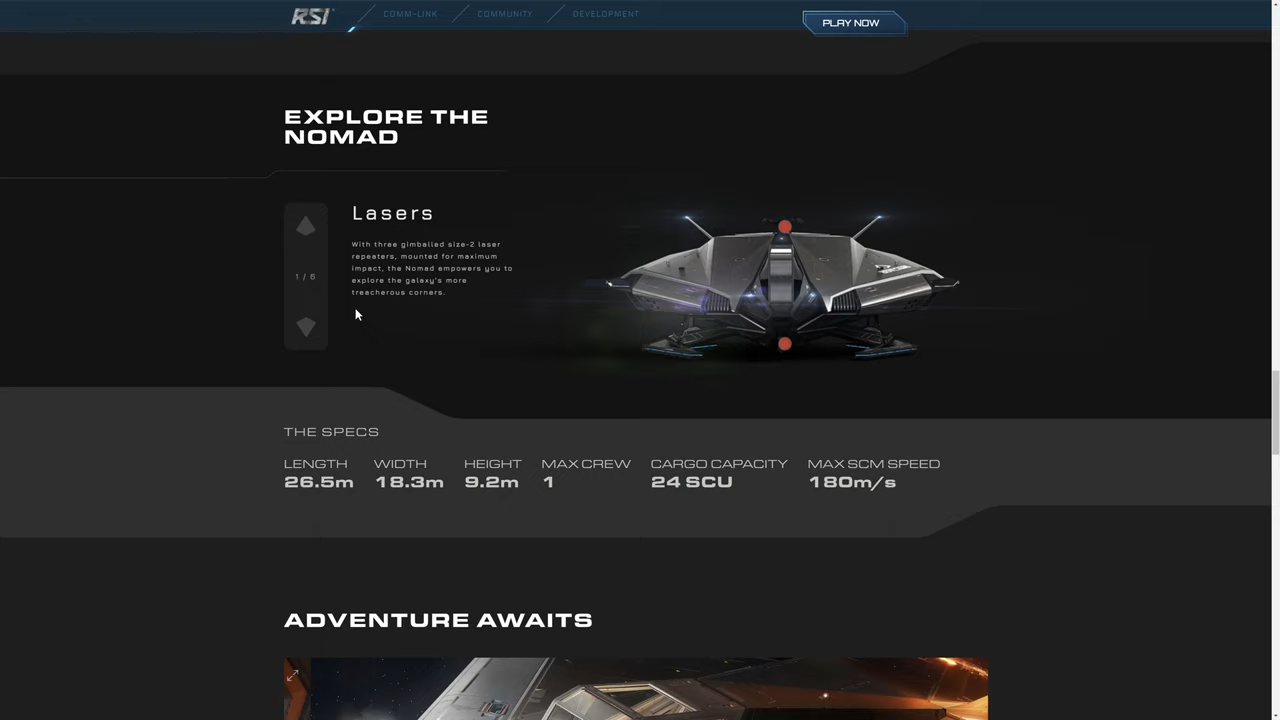 RSI
COMM-LINK
COMMUNITY
DEVELOPMENT
PLAY NOW
EXPLORE THE
NOMAD
Lasers
With three gimballed size-2 laser
repeaters, mounted for maximum
impact, the Nomad empowers you to
explore the galaxy's more
treacherous corners.
1 / 6
THE SPECS
LENGTH WIDTH HEIGHT MAX CREW CARGO CAPACITY MAX SCM SPEED
26.5m 18.3m 9.2m 1 24 SCU 180m/s
ADVENTURE AWAITS